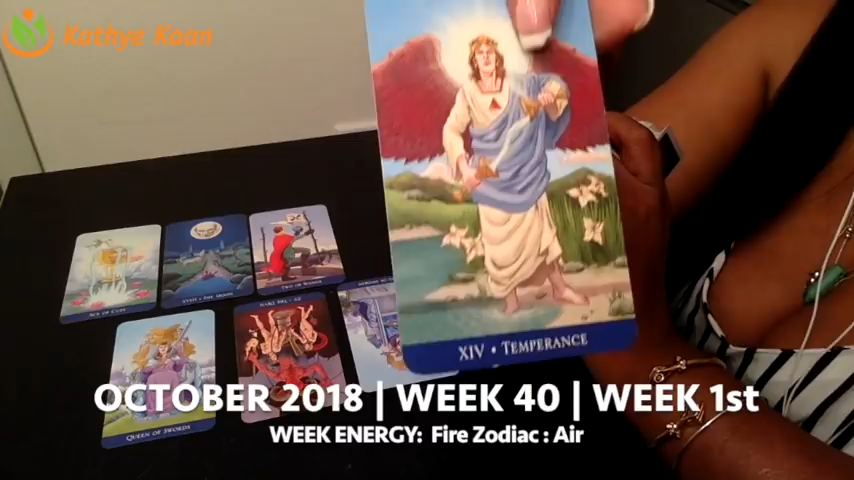 Kathye Koan
XIV • TEMPERANCE
ACE OF CUPS
XVIII • THE MOON
TWO OF WANDS
QUEEN OF SWORDS
OCTOBER 2018 | WEEK 40 | WEEK 1st
WEEK ENERGY: Fire Zodiac : Air